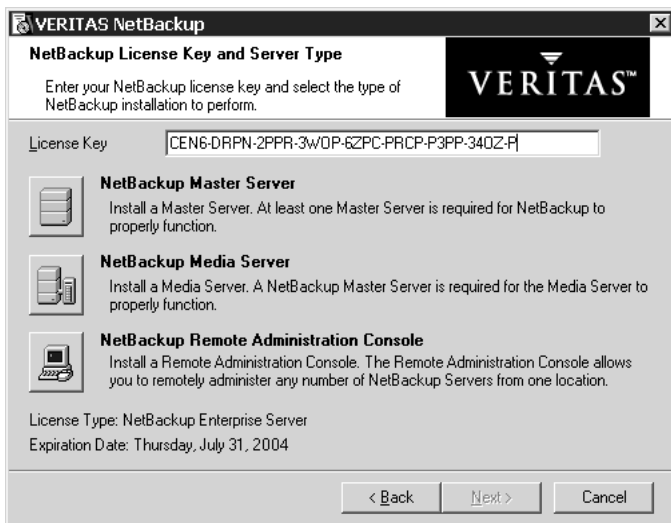 VERITAS NetBackup
NetBackup License Key and Server Type
Enter your NetBackup license key and select the type of
NetBackup installation to perform.
VERITAS™
License Key
CEN6-DRPN-2PPR-3WOP-6ZPC-PRCP-P3PP-34OZ-P
NetBackup Master Server
Install a Master Server. At least one Master Server is required for NetBackup to
properly function.
NetBackup Media Server
Install a Media Server. A NetBackup Master Server is required for the Media Server to
properly function.
NetBackup Remote Administration Console
Install a Remote Administration Console. The Remote Administration Console allows
you to remotely administer any number of NetBackup Servers from one location.
License Type: NetBackup Enterprise Server
Expiration Date: Thursday, July 31, 2004
< Back
Next >
Cancel